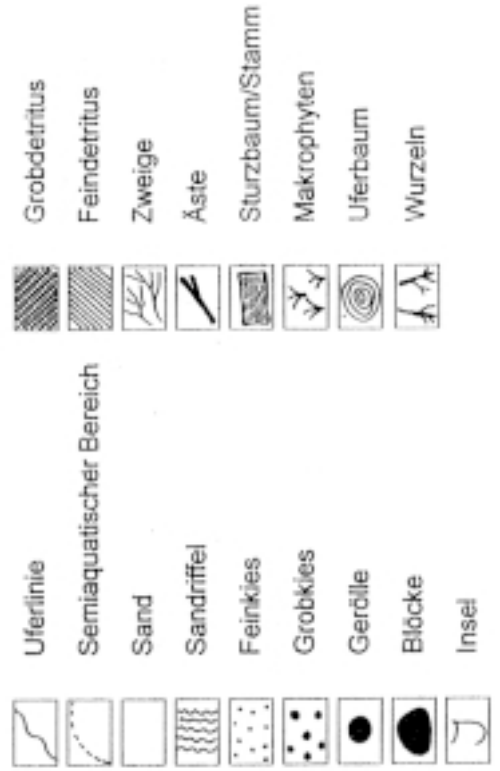 Uferlinie
Semiaquatischer Bereich
Sand
Sandriffel
Feinkies
Grobkies
Gerölle
Blöcke
Insel
Grobdetritus
Feindetritus
Zweige
Äste
Sturzbaum/Stamm
Makrophyten
Uferbaum
Wurzeln